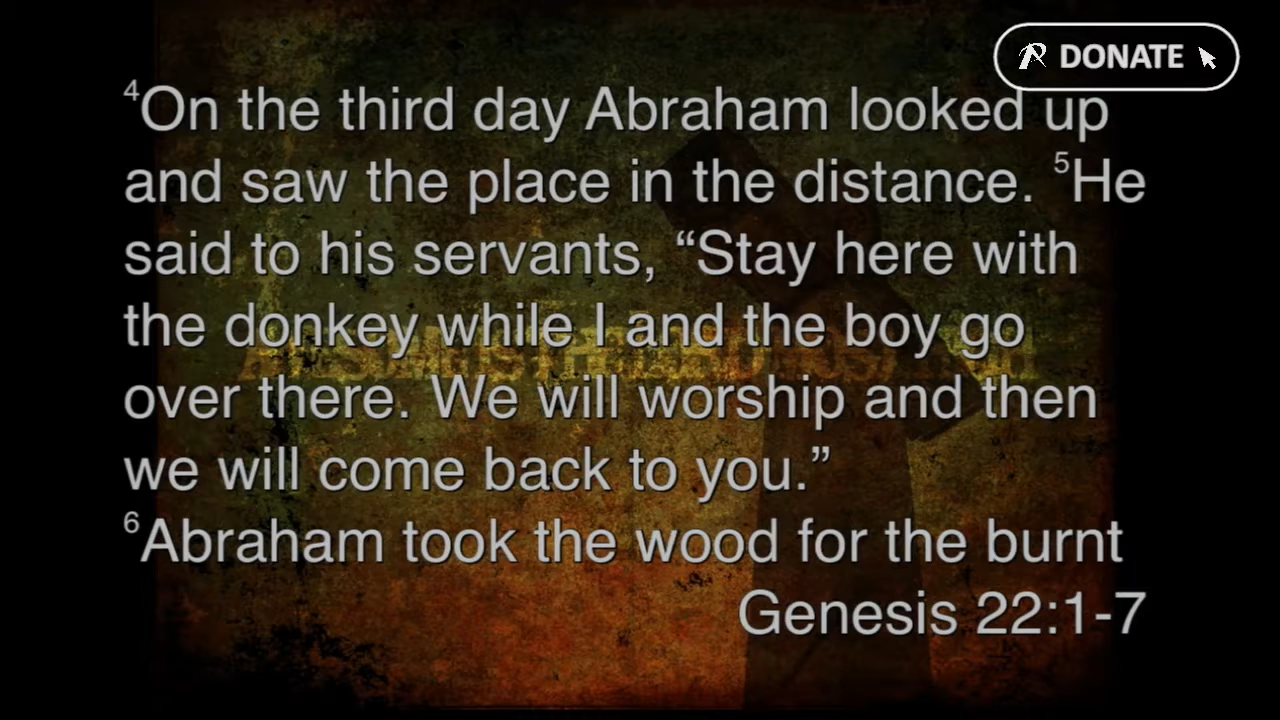 DONATE
⁴On the third day Abraham looked up
and saw the place in the distance. ⁵He
said to his servants, “Stay here with
the donkey while I and the boy go
over there. We will worship and then
we will come back to you.”
⁶Abraham took the wood for the burnt
Genesis 22:1-7